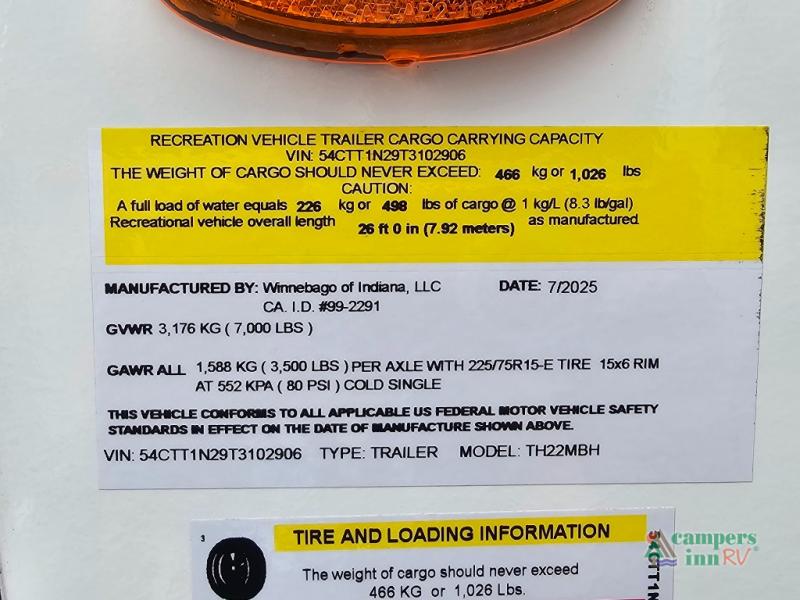 SAE-AP2 16
RECREATION VEHICLE TRAILER CARGO CARRYING CAPACITY
VIN: 54CTT1N29T3102906
THE WEIGHT OF CARGO SHOULD NEVER EXCEED: 466 kg or 1,026 lbs
CAUTION:
A full load of water equals 226 kg or 498 lbs of cargo @ 1 kg/L (8.3 lb/gal)
Recreational vehicle overall length 26 ft 0 in (7.92 meters) as manufactured
MANUFACTURED BY: Winnebago of Indiana, LLC DATE: 7/2025
CA. I.D. #99-2291
GVWR 3,176 KG ( 7,000 LBS )
GAWR ALL 1,588 KG ( 3,500 LBS ) PER AXLE WITH 225/75R15-E TIRE 15x6 RIM
AT 552 KPA ( 80 PSI ) COLD SINGLE
THIS VEHICLE CONFORMS TO ALL APPLICABLE US FEDERAL MOTOR VEHICLE SAFETY
STANDARDS IN EFFECT ON THE DATE OF MANUFACTURE SHOWN ABOVE.
VIN: 54CTT1N29T3102906 TYPE: TRAILER MODEL: TH22MBH
3
TIRE AND LOADING INFORMATION
The weight of cargo should never exceed
466 KG or 1,026 Lbs.
54CTT1N
campers
inn RV®